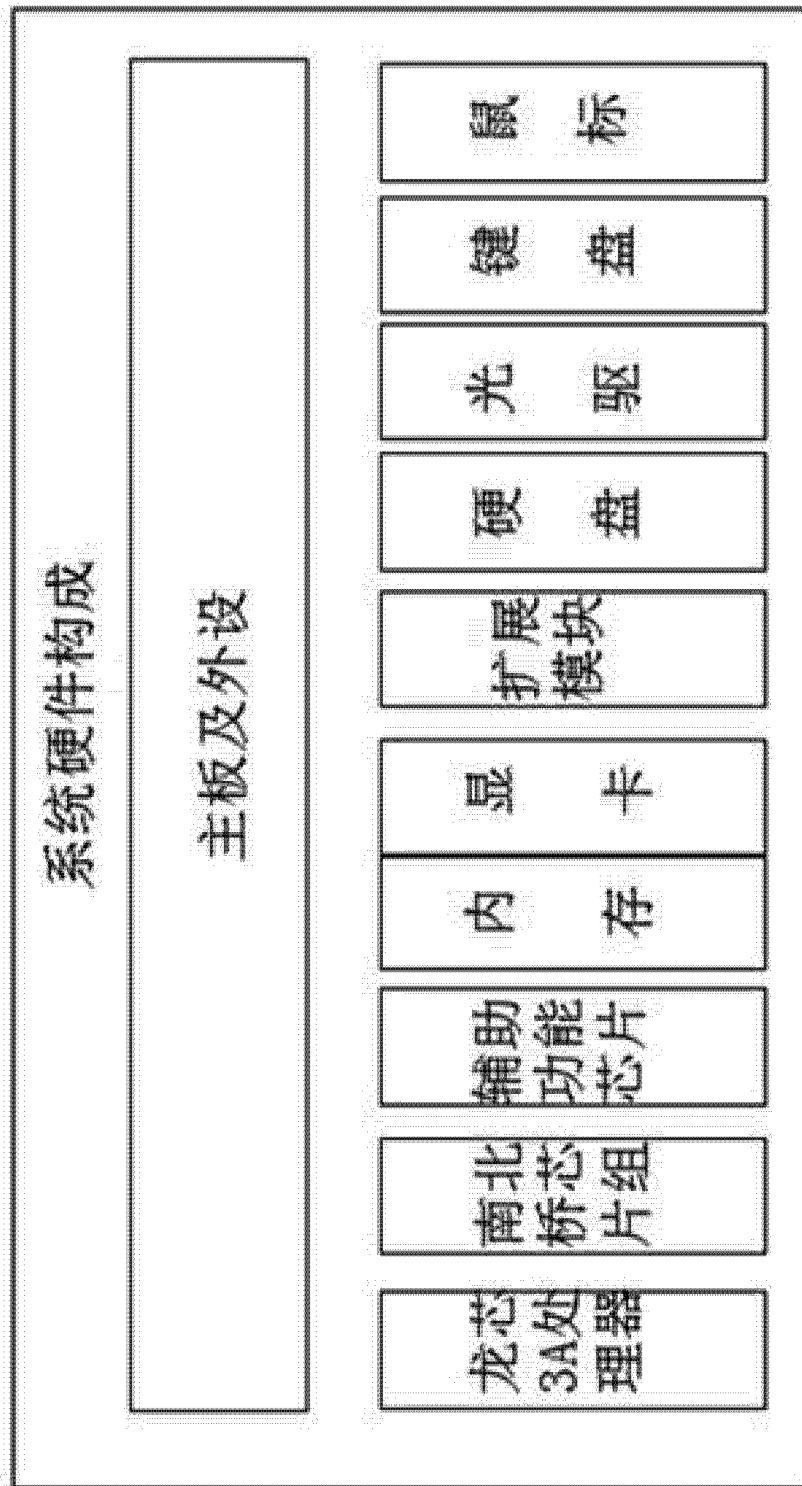 系统硬件构成
主板及外设
龙芯
3A处
理器
南北
桥芯
片组
辅助
功能
芯片
内存
显卡
扩展
模块
硬盘
光驱
键盘
鼠标